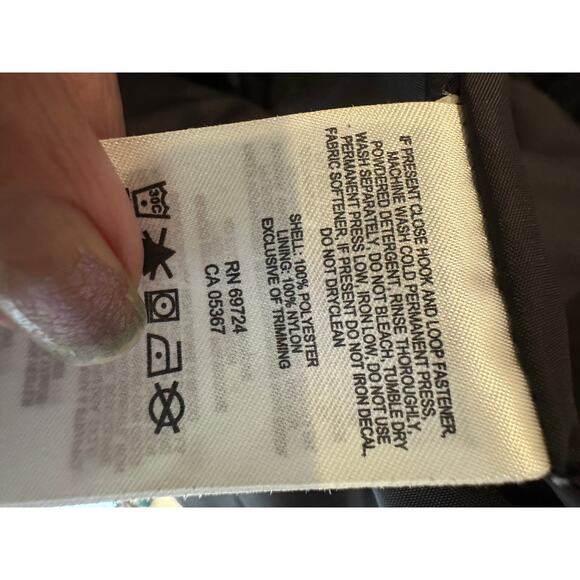 IF PRESENT CLOSE HOOK AND LOOP FASTENER.
MACHINE WASH COLD PERMANENT PRESS,
POWDERED DETERGENT, RINSE THOROUGHLY,
WASH SEPARATELY, DO NOT BLEACH, TUMBLE DRY
PERMANENT PRESS LOW, IRON LOW, DO NOT USE
FABRIC SOFTENER. IF PRESENT DO NOT IRON DECAL.
DO NOT DRYCLEAN
SHELL: 100% POLYESTER
LINING: 100% NYLON
EXCLUSIVE OF TRIMMING
RN 69724
CA 05367
30C